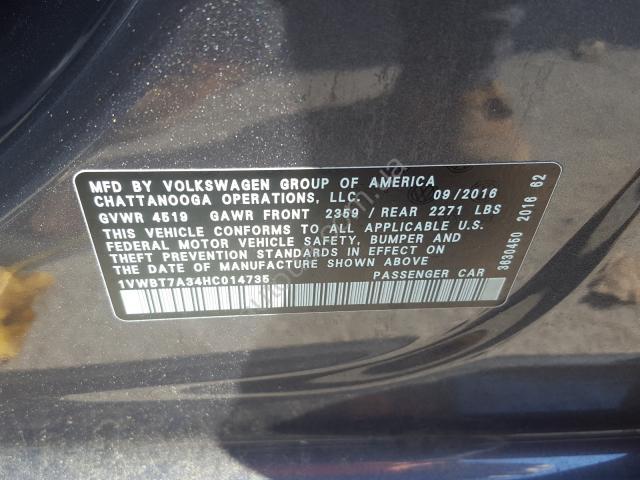 MFD BY VOLKSWAGEN GROUP OF AMERICA
CHATTANOOGA OPERATIONS, LLC 09/2016
GVWR 4519 GAWR FRONT 2359 / REAR 2271 LBS
THIS VEHICLE CONFORMS TO ALL APPLICABLE U.S.
FEDERAL MOTOR VEHICLE SAFETY, BUMPER AND
THEFT PREVENTION STANDARDS IN EFFECT ON
THE DATE OF MANUFACTURE SHOWN ABOVE
1VWBT7A34HC014735 PASSENGER CAR
3630460 2016 62